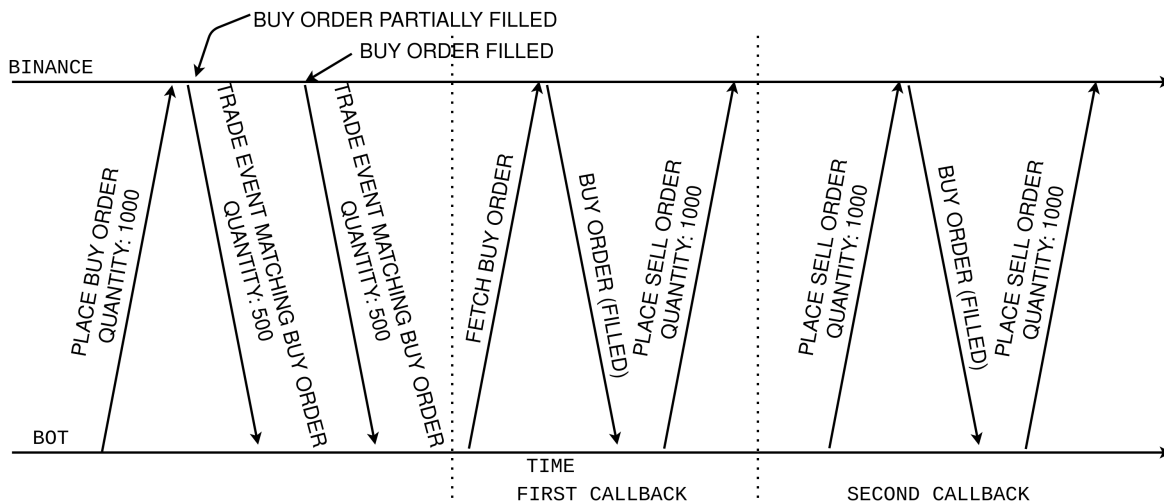 BUY ORDER PARTIALLY FILLED
BUY ORDER FILLED
BINANCE
PLACE BUY ORDER
QUANTITY: 1000
TRADE EVENT MATCHING BUY ORDER
QUANTITY: 500
TRADE EVENT MATCHING BUY ORDER
QUANTITY: 500
FETCH BUY ORDER
BUY ORDER (FILLED)
PLACE SELL ORDER
QUANTITY: 1000
PLACE SELL ORDER
QUANTITY: 1000
BUY ORDER (FILLED)
PLACE SELL ORDER
QUANTITY: 1000
BOT
TIME
FIRST CALLBACK
SECOND CALLBACK